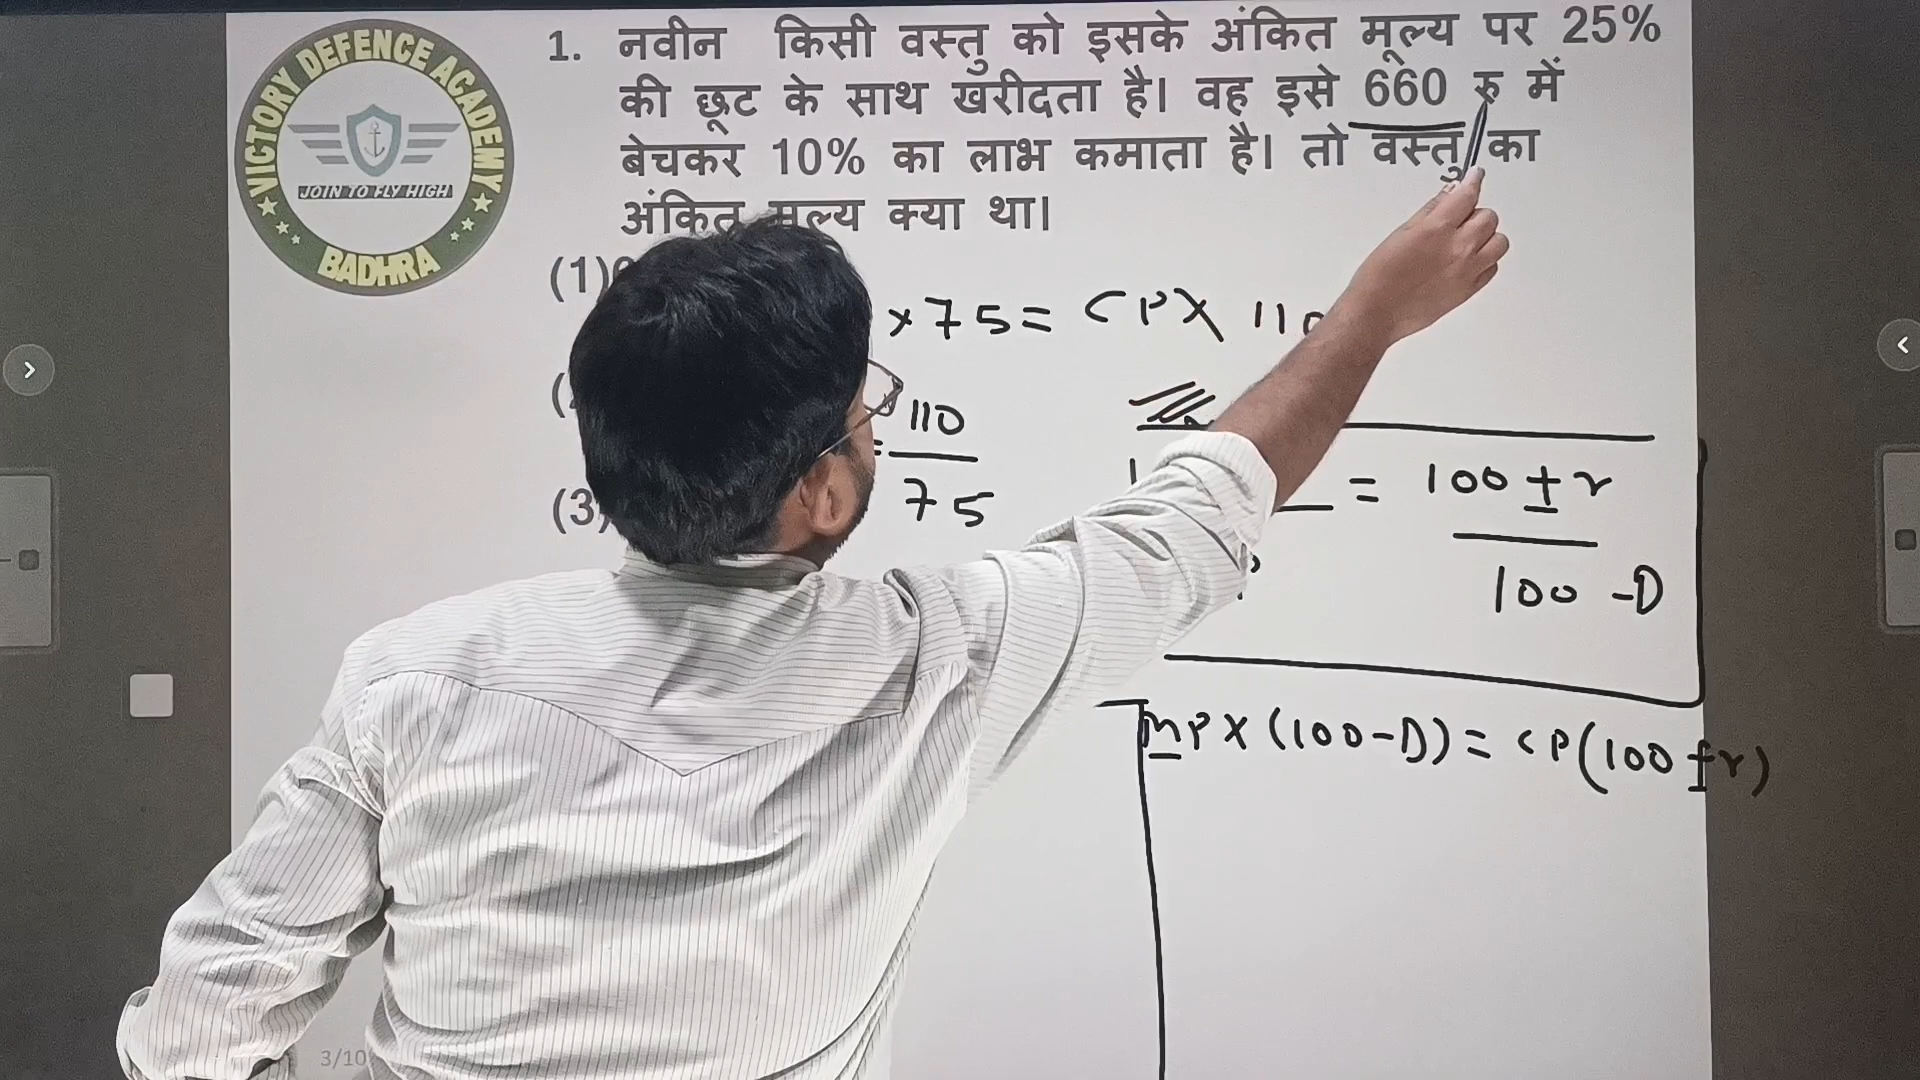 VICTORY DEFENCE ACADEMY
JOIN TO FLY HIGH
BADHRA
1. नवीन किसी वस्तु को इसके अंकित मूल्य पर 25%
की छूट के साथ खरीदता है। वह इसे 660 रु में
बेचकर 10% का लाभ कमाता है। तो वस्तु का
अंकित मूल्य क्या था।
(1)
×75 = CP× 110
= 110
75
(3)
= 100 ± r
100 -D
MP× (100-D) = CP(100 ± r)
3/10